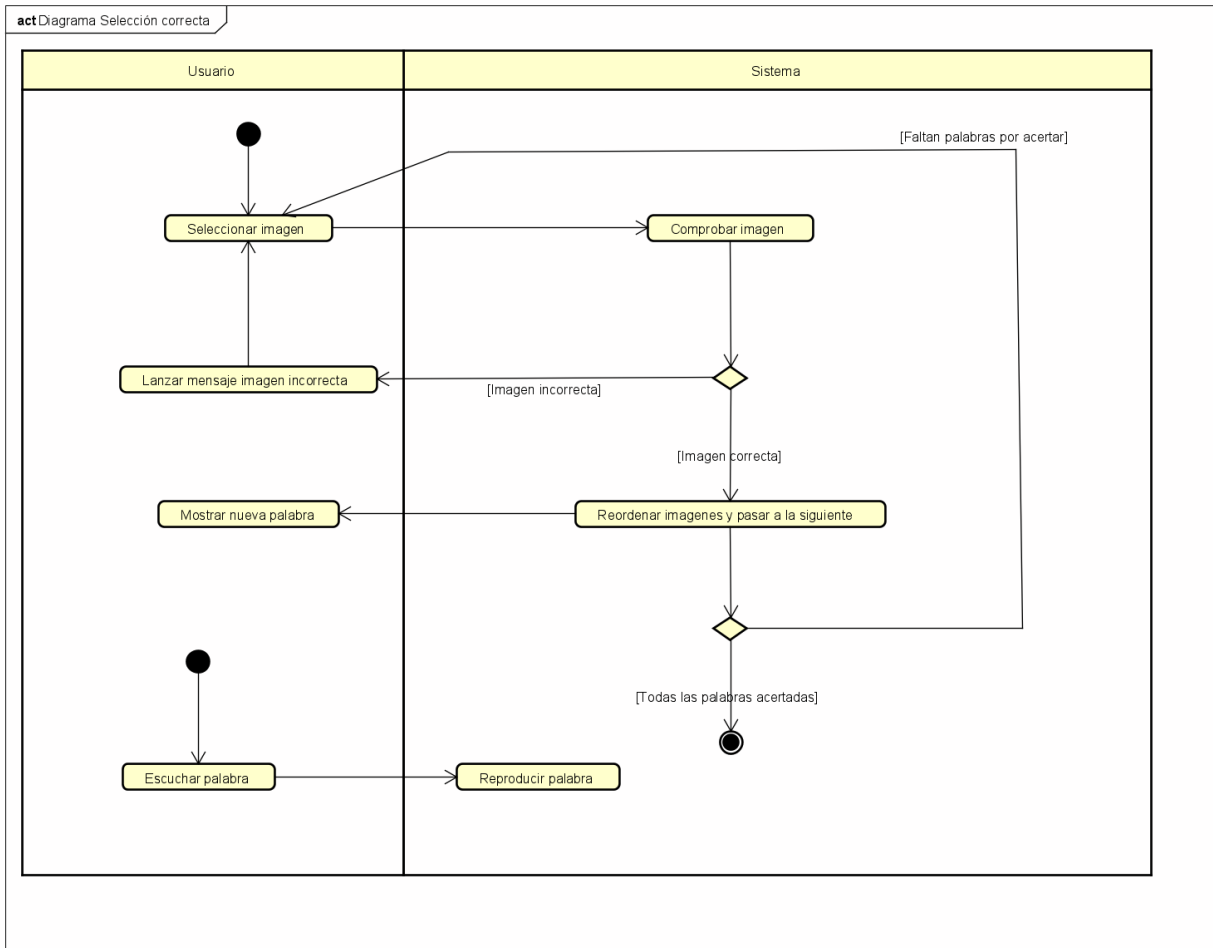 act Diagrama Selección correcta
Usuario
Sistema
[Faltan palabras por acertar]
Seleccionar imagen
Comprobar imagen
Lanzar mensaje imagen incorrecta
[Imagen incorrecta]
[Imagen correcta]
Mostrar nueva palabra
Reordenar imagenes y pasar a la siguiente
[Todas las palabras acertadas]
Escuchar palabra
Reproducir palabra